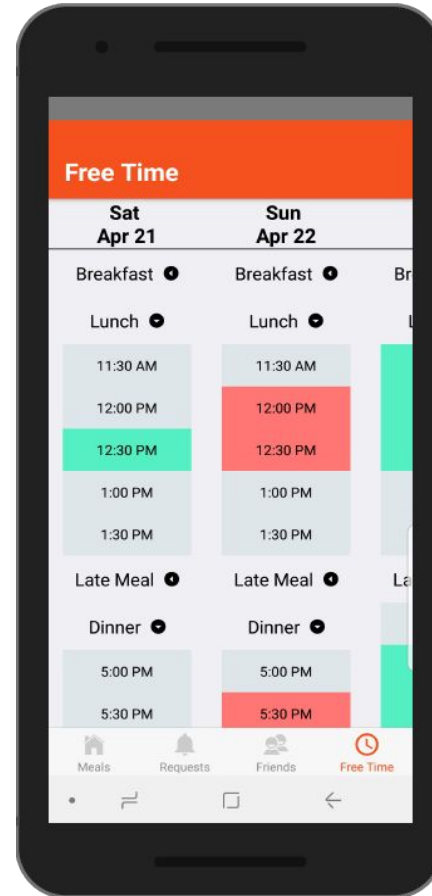 Free Time
Sat
Apr 21
Sun
Apr 22
Breakfast
Breakfast
Br
Lunch
Lunch
11:30 AM
11:30 AM
12:00 PM
12:00 PM
12:30 PM
12:30 PM
1:00 PM
1:00 PM
1:30 PM
1:30 PM
Late Meal
Late Meal
La
Dinner
Dinner
5:00 PM
5:00 PM
5:30 PM
5:30 PM
Meals
Requests
Friends
Free Time